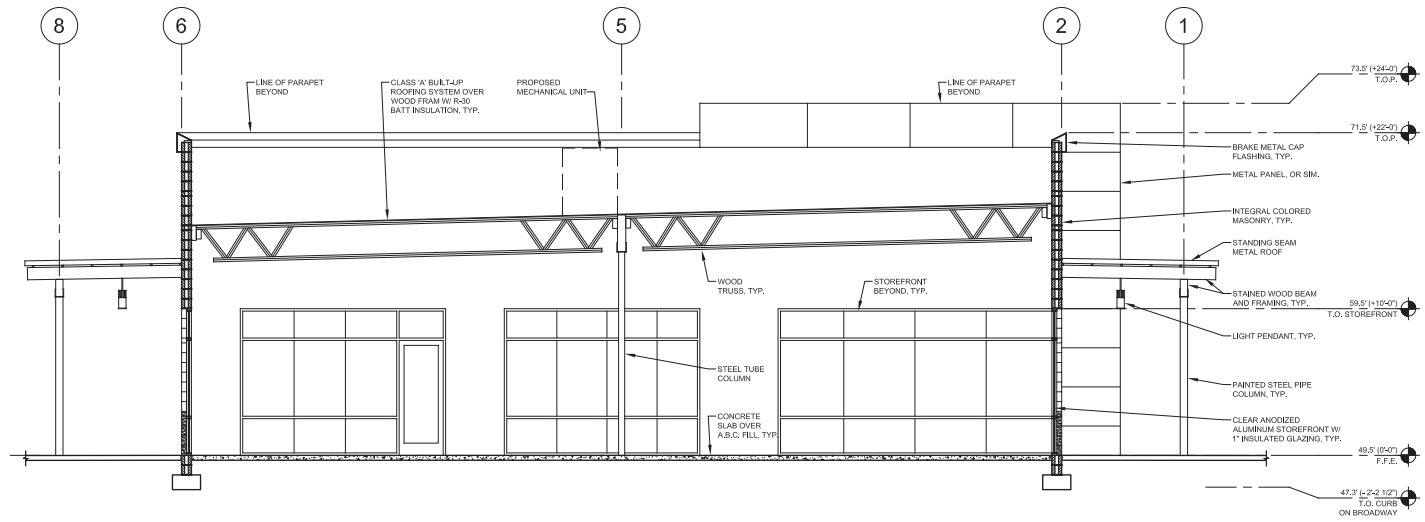 8
6
5
2
1
LINE OF PARAPET
BEYOND
CLASS 'A' BUILT-UP
ROOFING SYSTEM OVER
WOOD FRAM W/ R-30
BATT INSULATION, TYP.
PROPOSED
MECHANICAL UNIT
LINE OF PARAPET
BEYOND
73.5' (+24'-0")
T.O.P.
71.5' (+22'-0")
T.O.P.
BRAKE METAL CAP
FLASHING, TYP.
METAL PANEL, OR SIM.
INTEGRAL COLORED
MASONRY, TYP.
STANDING SEAM
METAL ROOF
WOOD
TRUSS, TYP.
STOREFRONT
BEYOND, TYP.
STAINED WOOD BEAM
AND FRAMING, TYP.
59.5' (+10'-0")
T.O. STOREFRONT
LIGHT PENDANT, TYP.
STEEL TUBE
COLUMN
PAINTED STEEL PIPE
COLUMN, TYP.
CONCRETE
SLAB OVER
A.B.C. FILL, TYP.
CLEAR ANODIZED
ALUMINUM STOREFRONT W/
1" INSULATED GLAZING, TYP.
49.5' (0'-0")
F.F.E.
47.3' (- 2'-2 1/2")
T.O. CURB
ON BROADWAY